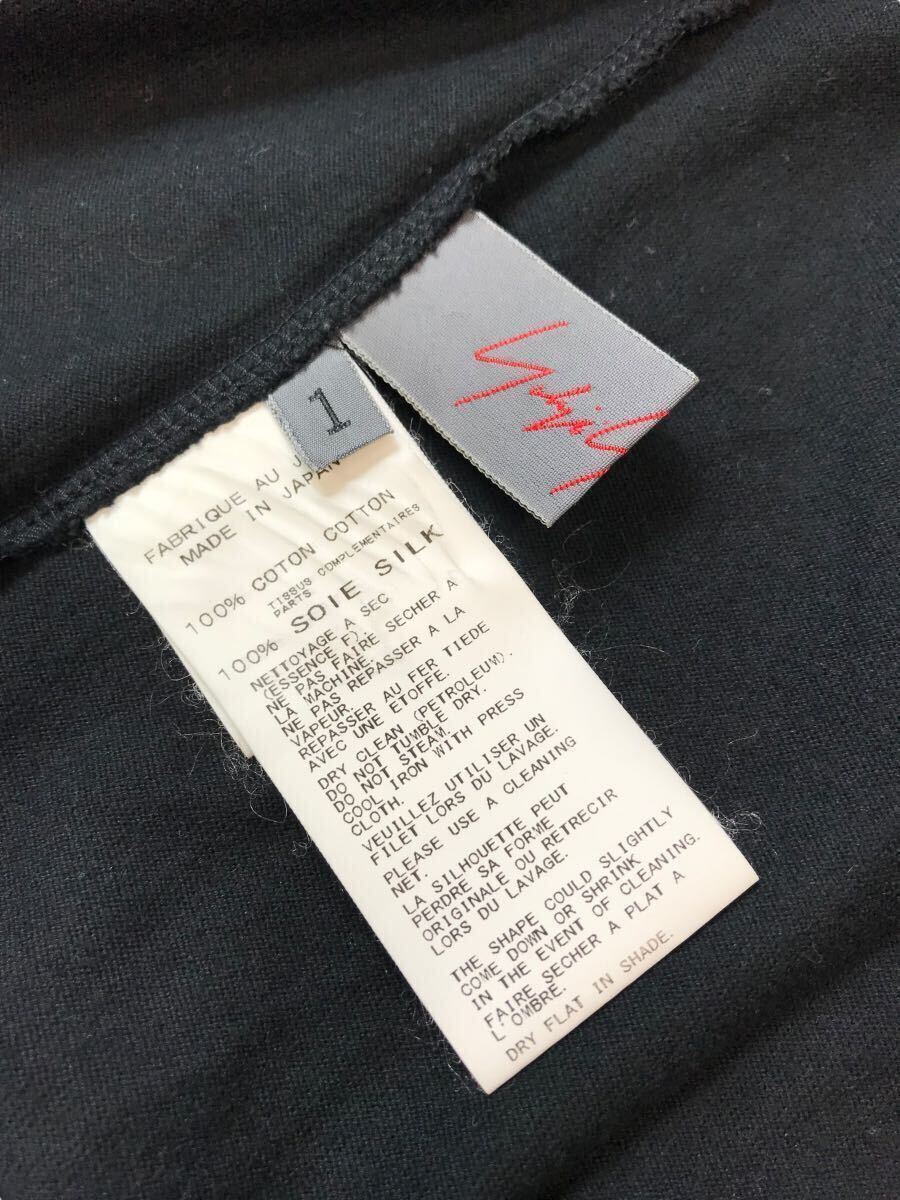 1
FABRIQUE AU J
MADE IN JAPAN
100% COTON COTTON
TISSUS COMPLEMENTAIRES
PARTS
100% SOIE SILK
NETTOYAGE A SEC
(ESSENCE F).
NE PAS FAIRE SECHER A
LA MACHINE.
NE PAS REPASSER A LA
VAPEUR.
REPASSER AU FER TIEDE
AVEC UNE ETOFFE.
DRY CLEAN (PETROLEUM).
DO NOT TUMBLE DRY.
DO NOT STEAM.
COOL IRON WITH PRESS
CLOTH.
VEUILLEZ UTILISER UN
FILET LORS DU LAVAGE.
PLEASE USE A CLEANING
NET.
LA SILHOUETTE PEUT
PERDRE SA FORME
ORIGINALE OU RETRECIR
LORS DU LAVAGE.
THE SHAPE COULD SLIGHTLY
COME DOWN OR SHRINK
IN THE EVENT OF CLEANING.
FAIRE SECHER A PLAT A
L'OMBRE.
DRY FLAT IN SHADE.